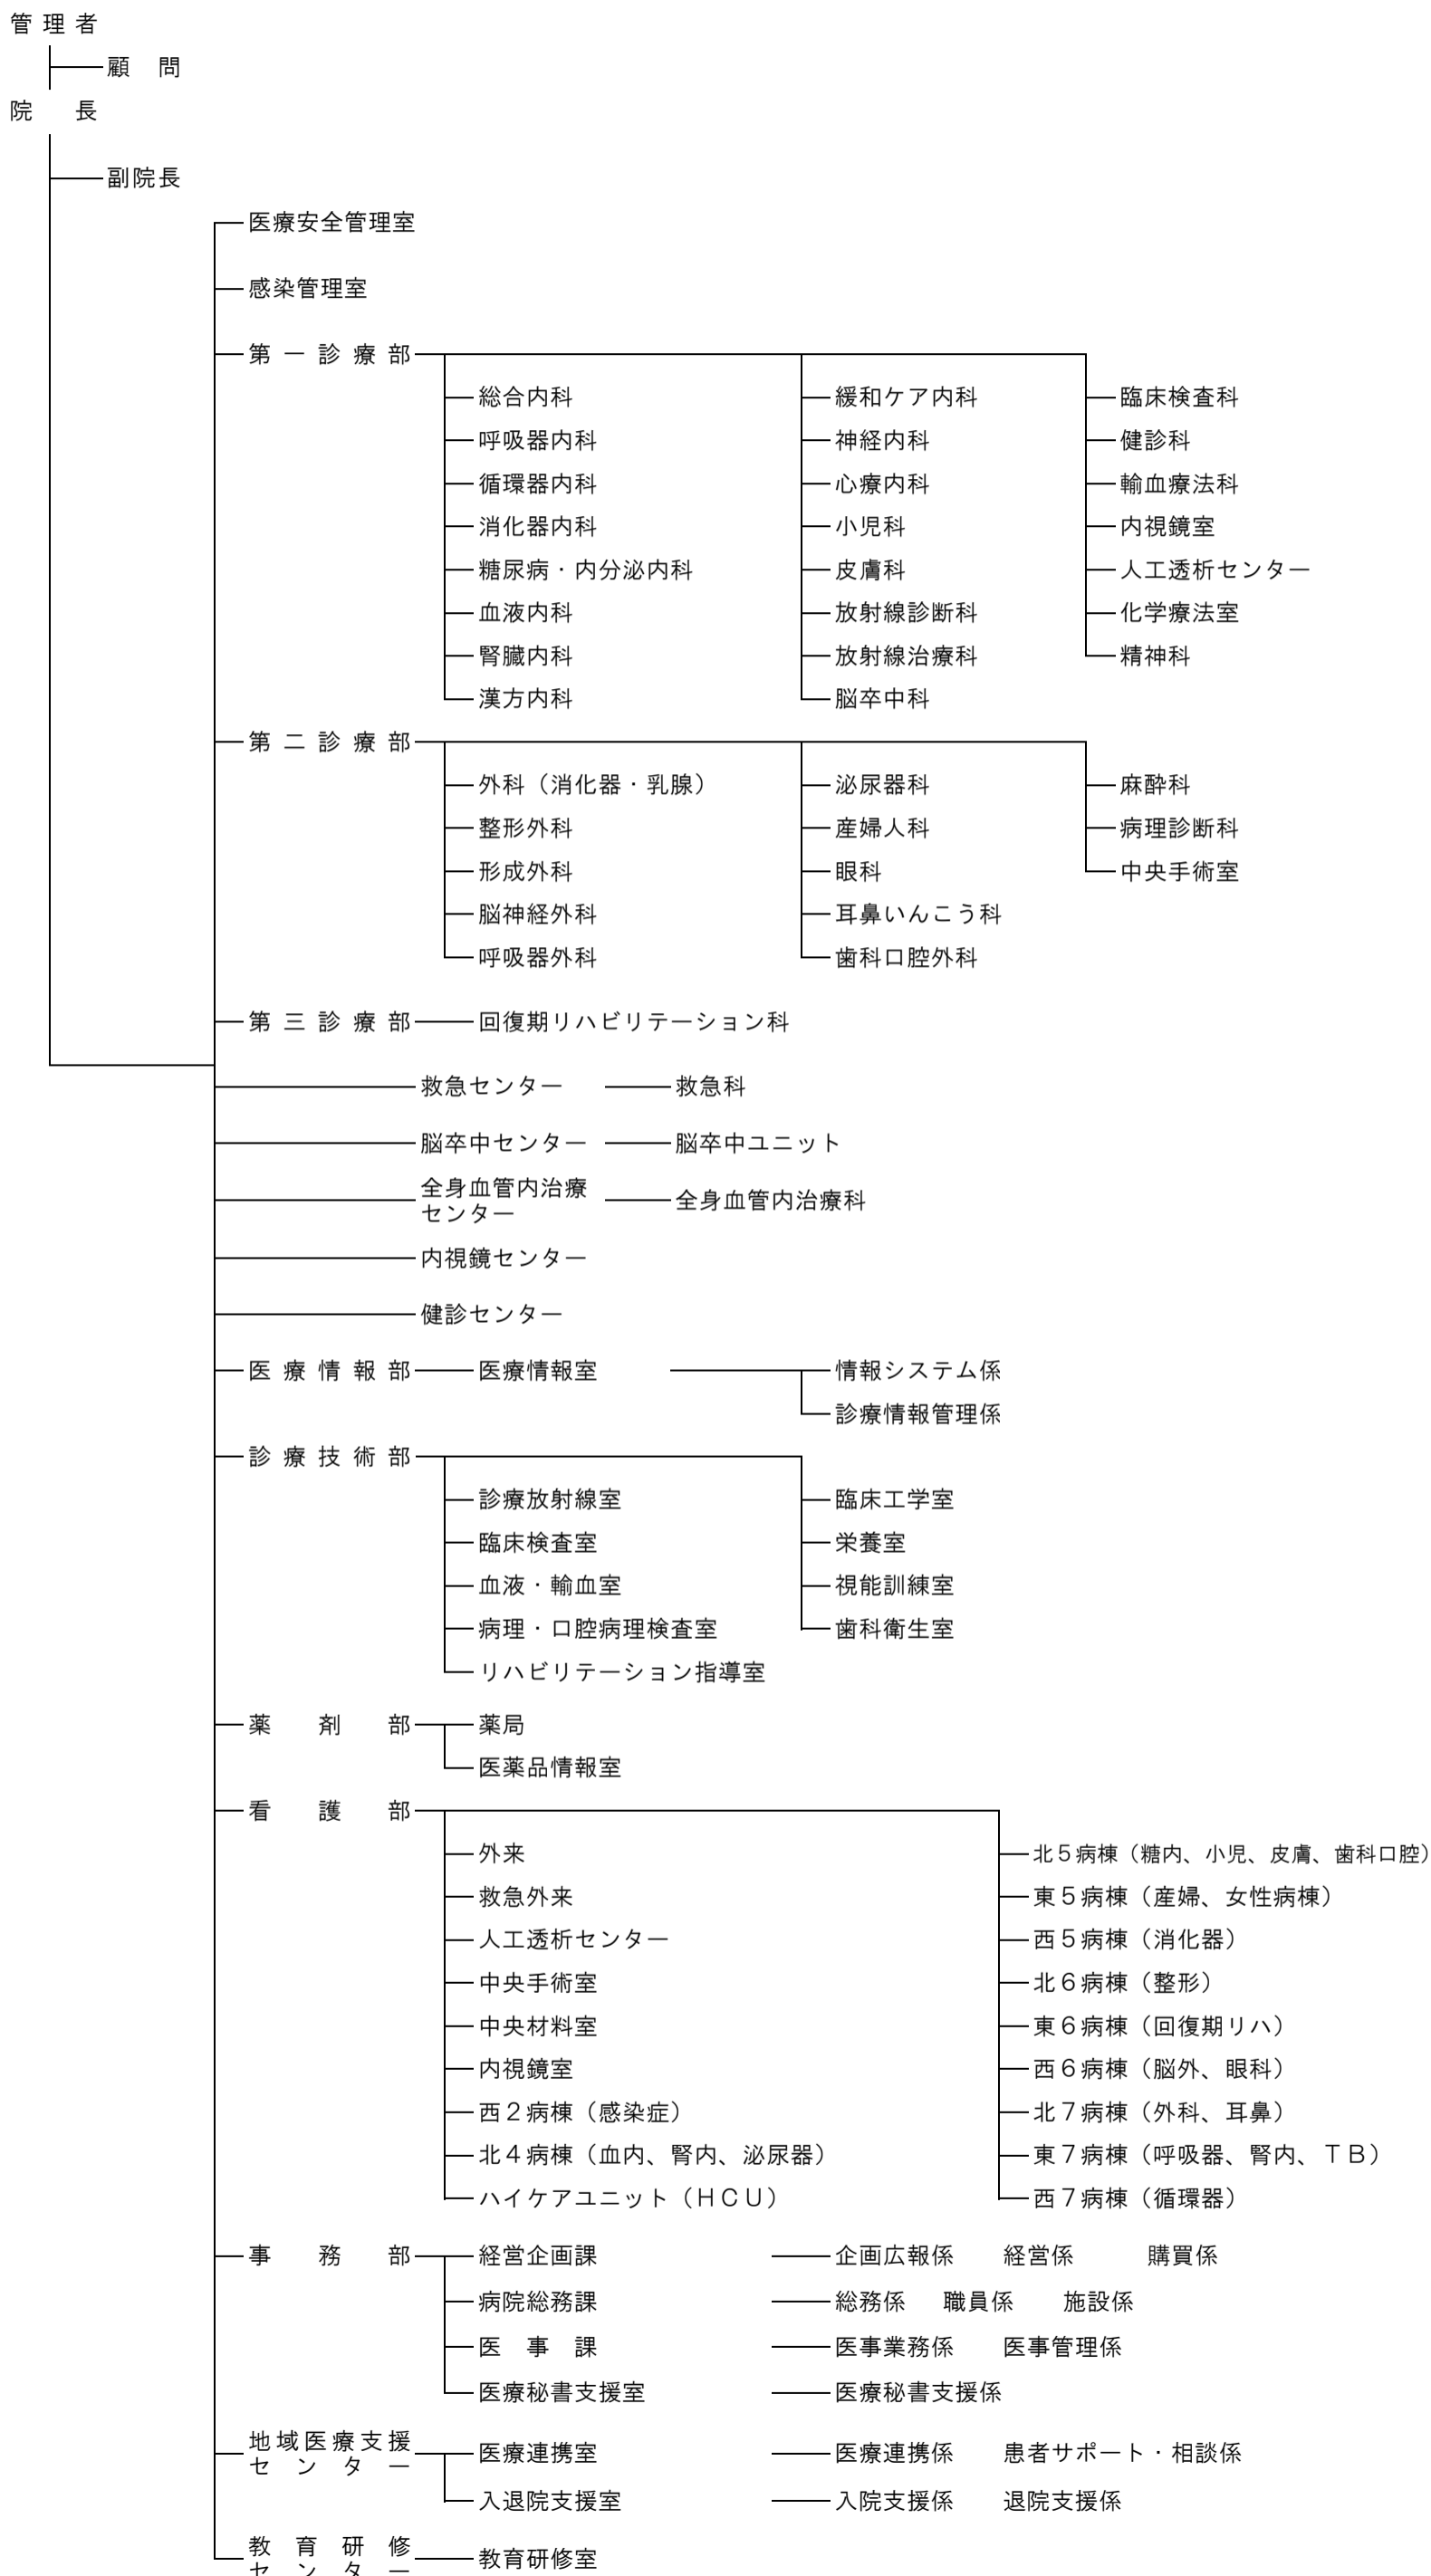 管理者
顧問
院長
副院長
医療安全管理室
感染管理室
第一診療部
総合内科 緩和ケア内科 臨床検査科
呼吸器内科 神経内科 健診科
循環器内科 心療内科 輸血療法科
消化器内科 小児科 内視鏡室
糖尿病・内分泌内科 皮膚科 人工透析センター
血液内科 放射線診断科 化学療法室
腎臓内科 放射線治療科 精神科
漢方内科 脳卒中科
第二診療部
外科（消化器・乳腺） 泌尿器科 麻酔科
整形外科 産婦人科 病理診断科
形成外科 眼科 中央手術室
脳神経外科 耳鼻いんこう科
呼吸器外科 歯科口腔外科
第三診療部 回復期リハビリテーション科
救急センター 救急科
脳卒中センター 脳卒中ユニット
全身血管内治療
センター 全身血管内治療科
内視鏡センター
健診センター
医療情報部 医療情報室 情報システム係
診療情報管理係
診療技術部
診療放射線室 臨床工学室
臨床検査室 栄養室
血液・輸血室 視能訓練室
病理・口腔病理検査室 歯科衛生室
リハビリテーション指導室
薬剤部 薬局
医薬品情報室
看護部
外来 北５病棟（糖内、小児、皮膚、歯科口腔）
救急外来 東５病棟（産婦、女性病棟）
人工透析センター 西５病棟（消化器）
中央手術室 北６病棟（整形）
中央材料室 東６病棟（回復期リハ）
内視鏡室 西６病棟（脳外、眼科）
西２病棟（感染症） 北７病棟（外科、耳鼻）
北４病棟（血内、腎内、泌尿器） 東７病棟（呼吸器、腎内、ＴＢ）
ハイケアユニット（ＨＣＵ） 西７病棟（循環器）
事務部 経営企画課 企画広報係 経営係 購買係
病院総務課 総務係 職員係 施設係
医事課 医事業務係 医事管理係
医療秘書支援室 医療秘書支援係
地域医療支援
センター 医療連携室 医療連携係 患者サポート・相談係
入退院支援室 入院支援係 退院支援係
教育研修
センター 教育研修室